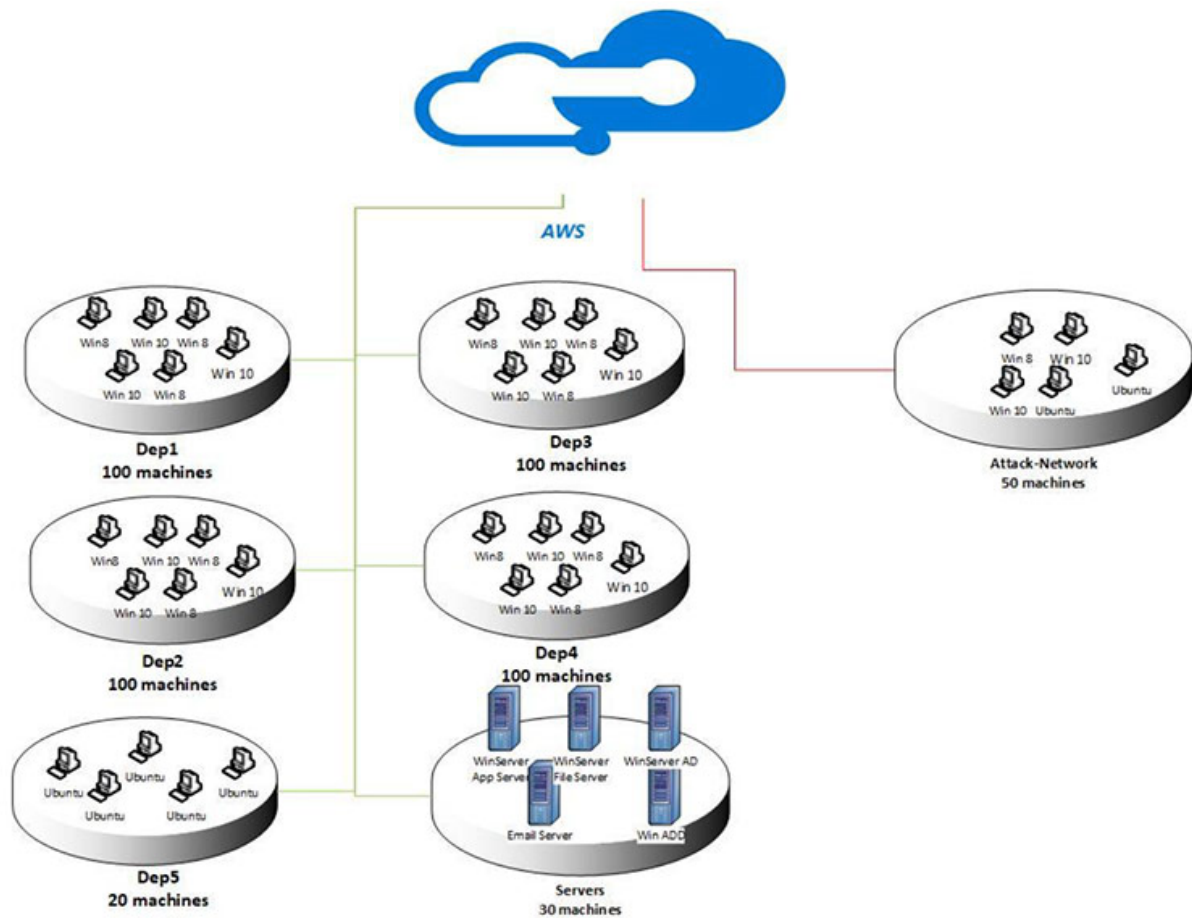 AWS
Win8
Win 10
Win 8
Win 10
Win 10
Win 8
Dep1
100 machines
Win8
Win 10
Win 8
Win 10
Win 10
Win 8
Dep3
100 machines
Win 8
Win 10
Ubuntu
Win 10
Ubuntu
Attack-Network
50 machines
Win8
Win 10
Win 8
Win 10
Win 10
Win 8
Dep2
100 machines
Win8
Win 10
Win 8
Win 10
Win 10
Win 8
Dep4
100 machines
Ubuntu
Ubuntu
Ubuntu
Ubuntu
Ubuntu
Dep5
20 machines
WinServer
App Server
WinServer
File Server
WinServer AD
Email Server
Win ADD
Servers
30 machines